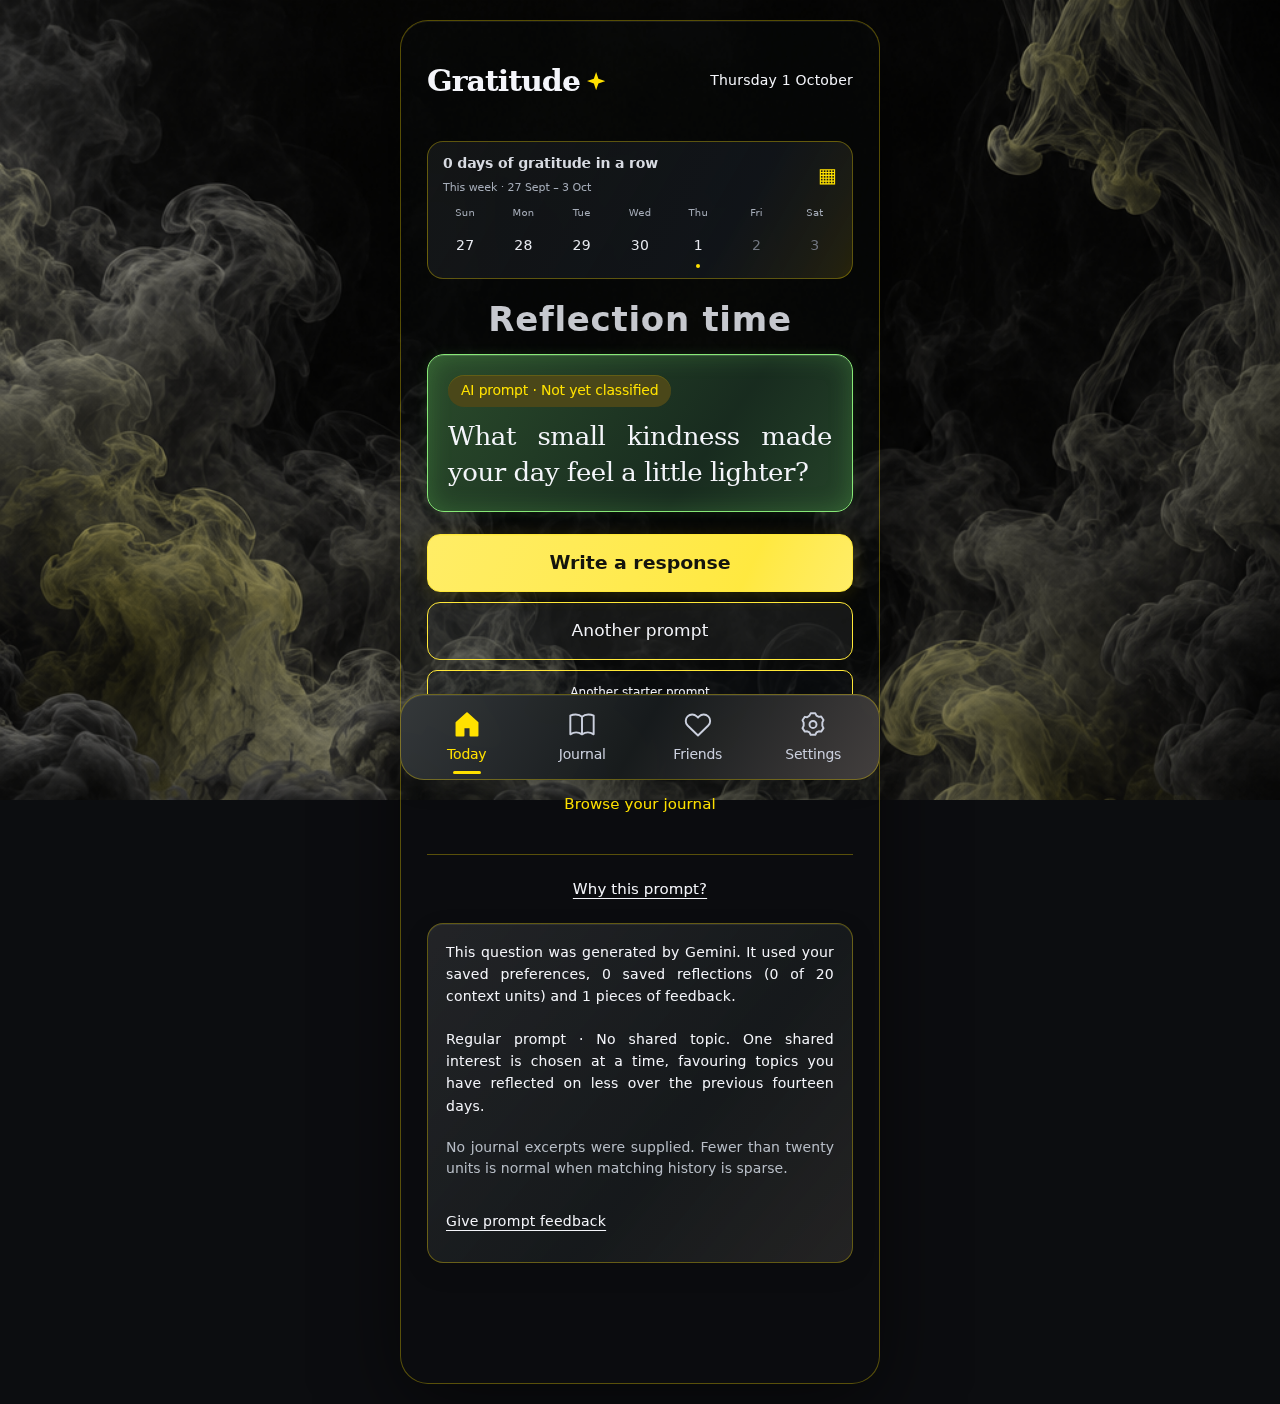 Gratitude
Thursday 1 October
0 days of gratitude in a row
This week · 27 Sept – 3 Oct
Sun Mon Tue Wed Thu Fri Sat
27 28 29 30 1 2 3
Reflection time
AI prompt · Not yet classified
What small kindness made
your day feel a little lighter?
Write a response
Another prompt
Another starter prompt
Today Journal Friends Settings
Browse your journal
Why this prompt?
This question was generated by Gemini. It used your
saved preferences, 0 saved reflections (0 of 20
context units) and 1 pieces of feedback.
Regular prompt · No shared topic. One shared
interest is chosen at a time, favouring topics you
have reflected on less over the previous fourteen
days.
No journal excerpts were supplied. Fewer than twenty
units is normal when matching history is sparse.
Give prompt feedback